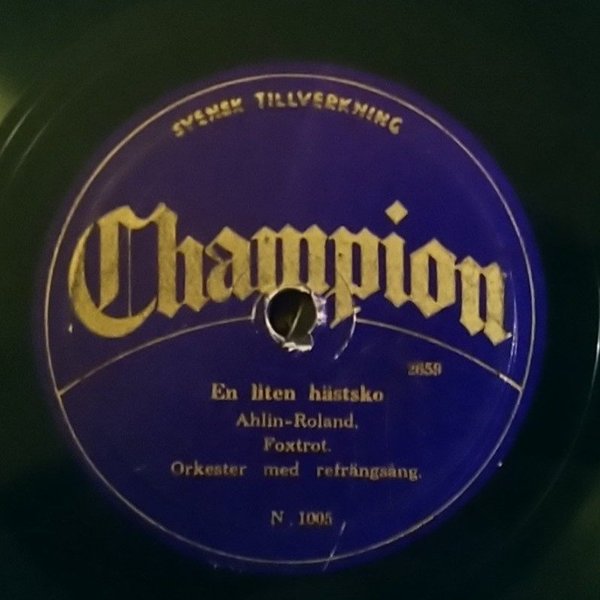 SVENSK TILLVERKNING
Champion
2659
En liten hästsko
Ahlin-Roland.
Foxtrot.
Orkester med refrängsång.
N. 1005